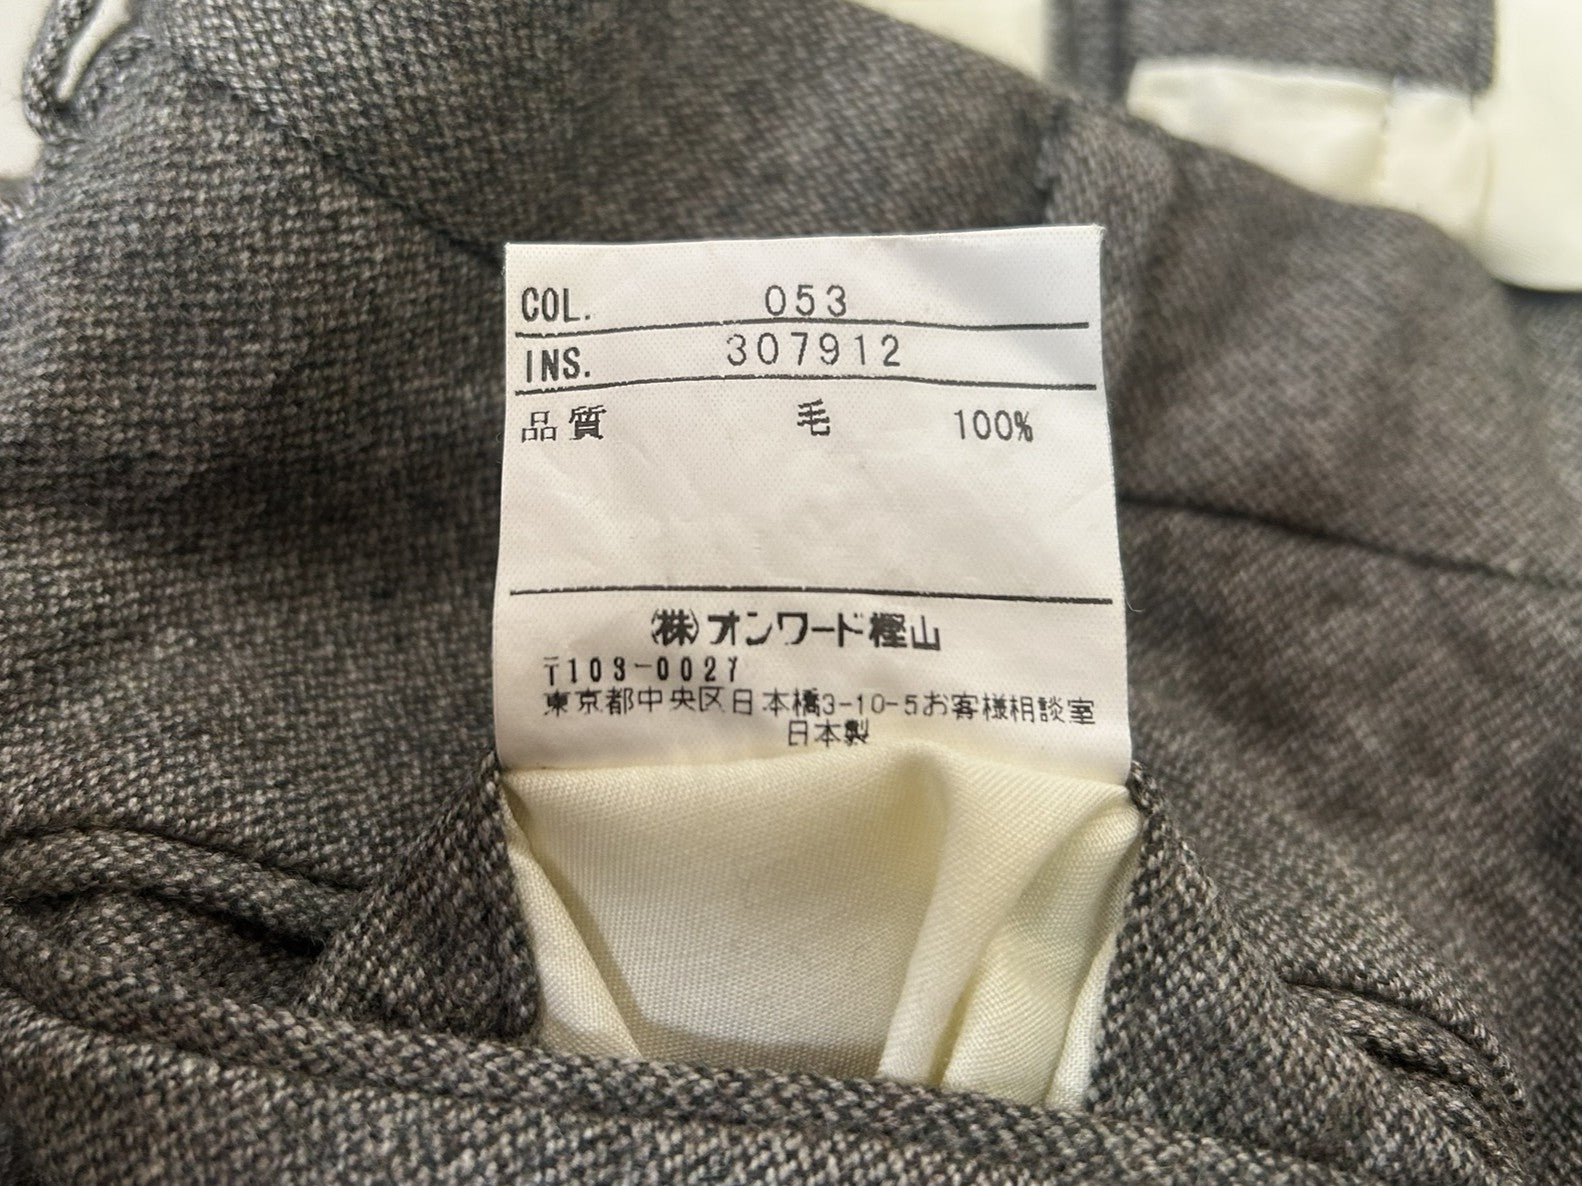 COL. 053
INS. 307912
品質 毛 100%
(株)オンワード樫山
〒103-0027
東京都中央区日本橋3-10-5お客様相談室
日本製